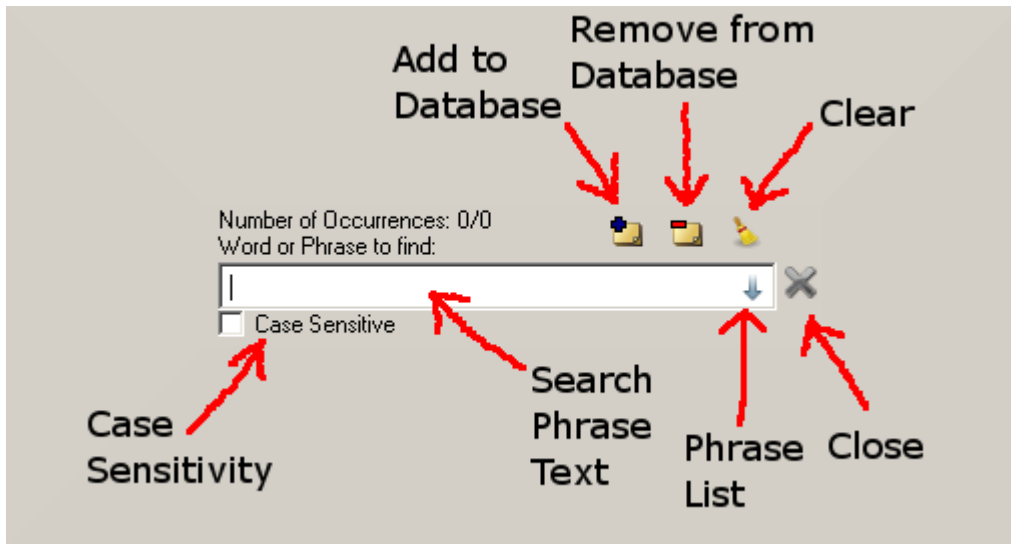 Remove from
Database
Add to
Database
Clear
Number of Occurrences: 0/0
Word or Phrase to find:
Case Sensitive
Search
Phrase
Text
Case
Sensitivity
Phrase
List
Close